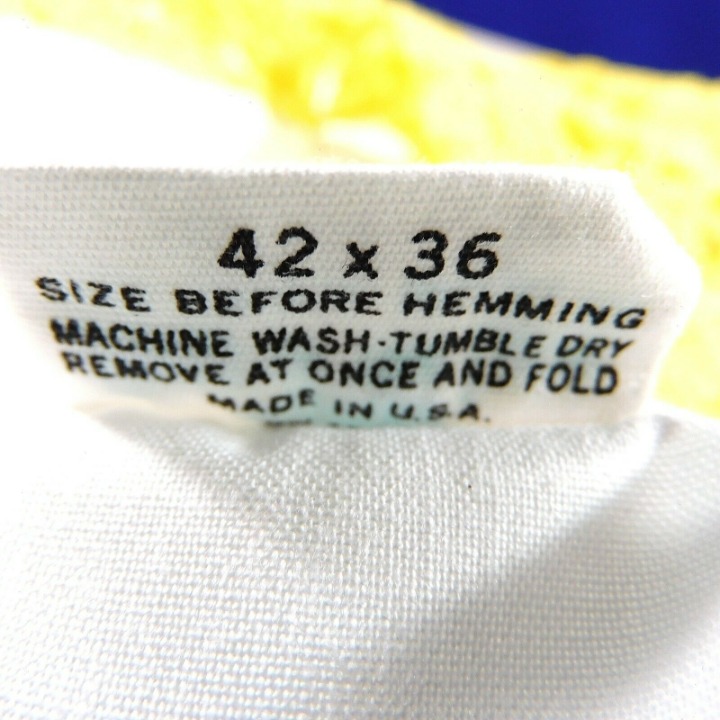 42 x 36
SIZE BEFORE HEMMING
MACHINE WASH-TUMBLE DRY
REMOVE AT ONCE AND FOLD
MADE IN U.S.A.